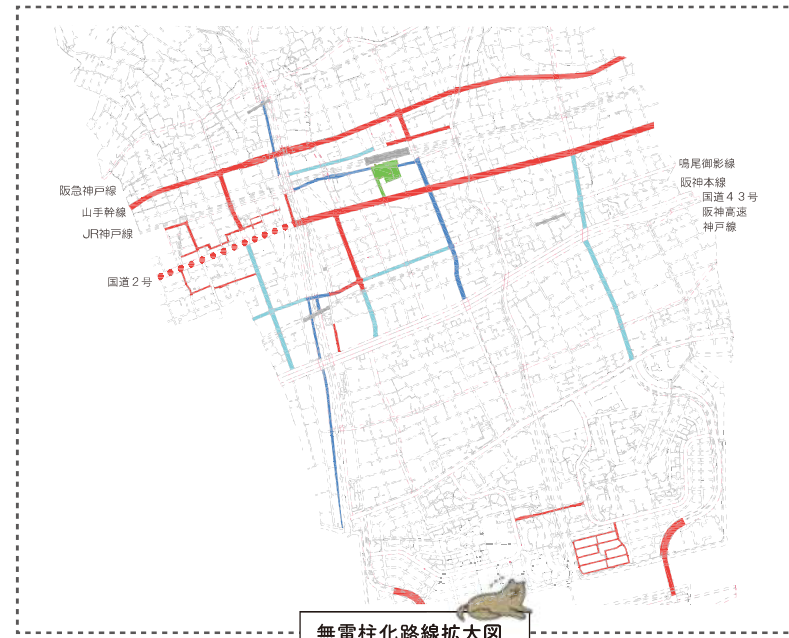 阪急神戸線
山手幹線
JR神戸線
国道2号
鳴尾御影線
阪神本線
国道43号
阪神高速
神戸線
無電柱化路線拡大図